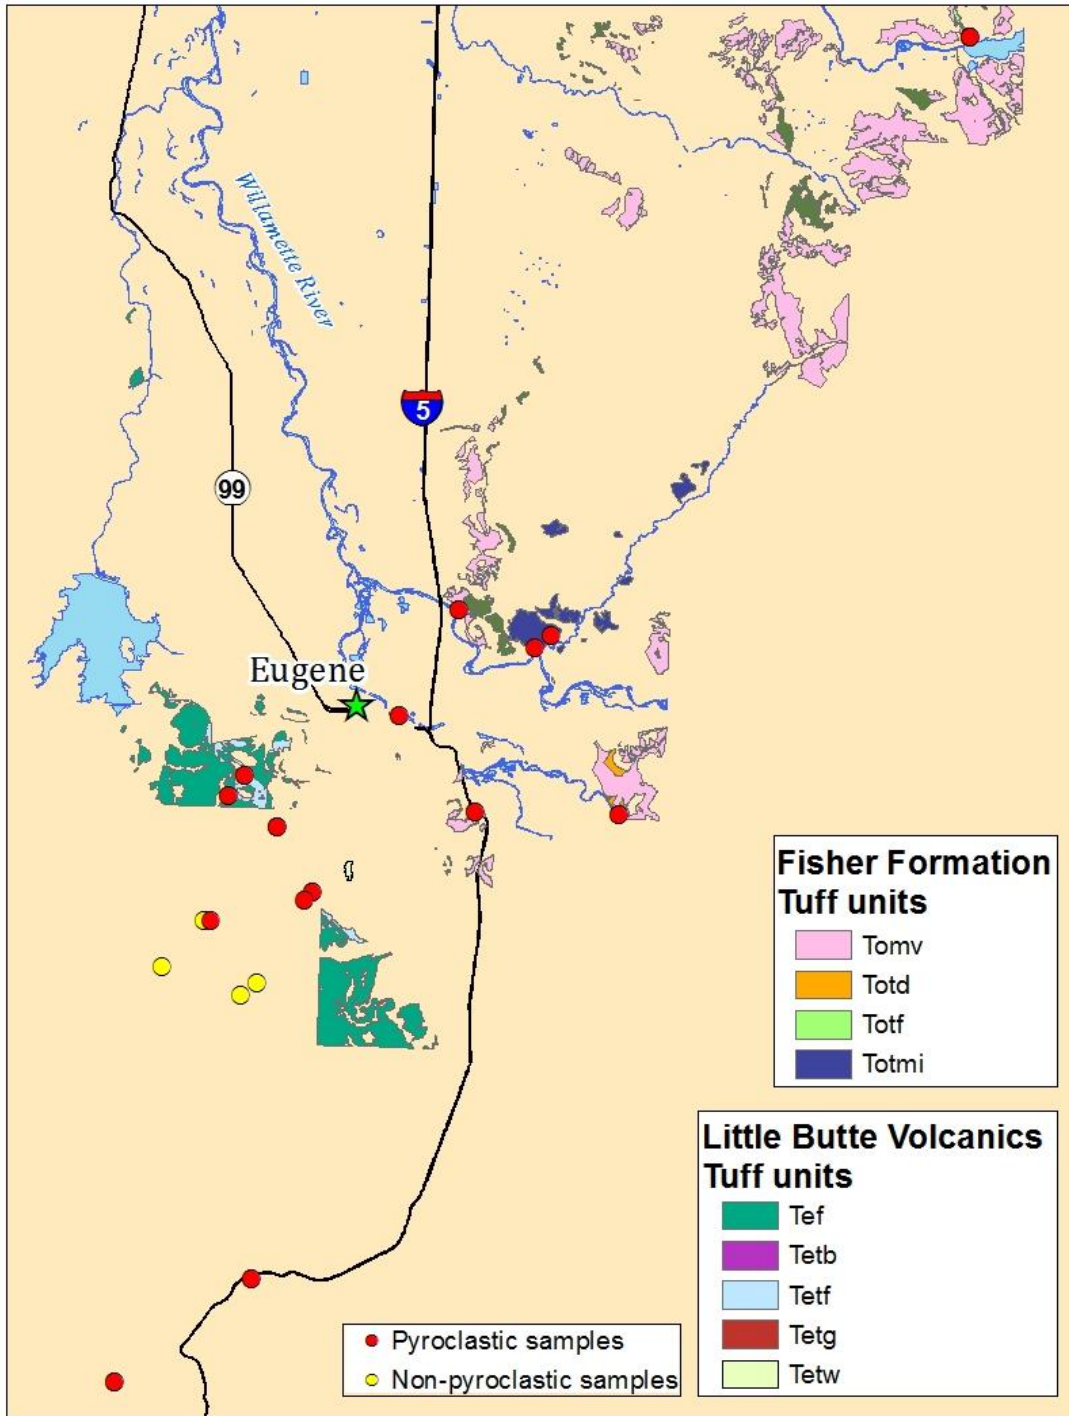 Willamette River
5
99
Eugene
Fisher Formation
Tuff units
Tomv
Totd
Totf
Totmi
Little Butte Volcanics
Tuff units
Tef
Tetb
Tetf
Tetg
Tetw
Pyroclastic samples
Non-pyroclastic samples